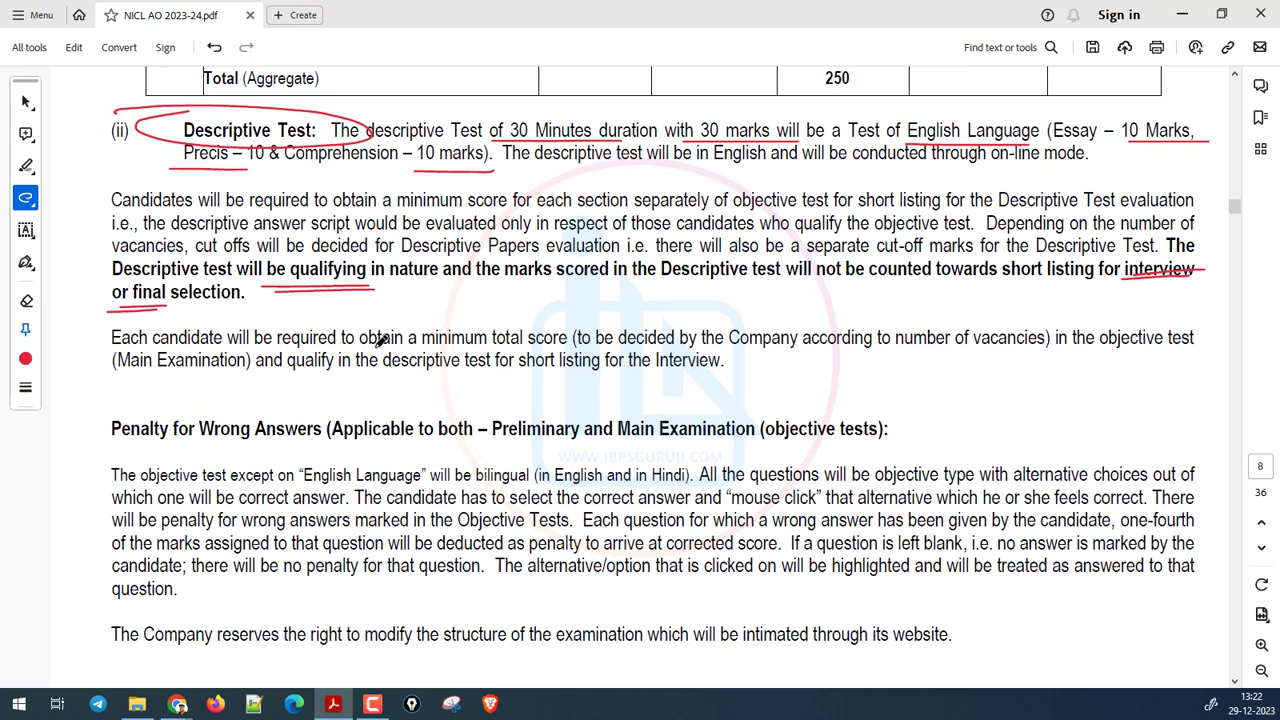 Menu
NICL AO 2023-24.pdf
Create
Sign in
All tools
Edit
Convert
Sign
Find text or tools
Total (Aggregate)
250
(ii) Descriptive Test: The descriptive Test of 30 Minutes duration with 30 marks will be a Test of English Language (Essay – 10 Marks,
Precis – 10 & Comprehension – 10 marks). The descriptive test will be in English and will be conducted through on-line mode.
Candidates will be required to obtain a minimum score for each section separately of objective test for short listing for the Descriptive Test evaluation
i.e., the descriptive answer script would be evaluated only in respect of those candidates who qualify the objective test. Depending on the number of
vacancies, cut offs will be decided for Descriptive Papers evaluation i.e. there will also be a separate cut-off marks for the Descriptive Test. The
Descriptive test will be qualifying in nature and the marks scored in the Descriptive test will not be counted towards short listing for interview
or final selection.
Each candidate will be required to obtain a minimum total score (to be decided by the Company according to number of vacancies) in the objective test
(Main Examination) and qualify in the descriptive test for short listing for the Interview.
Penalty for Wrong Answers (Applicable to both – Preliminary and Main Examination (objective tests):
WWW.IBPSGURUJI.COM
The objective test except on “English Language” will be bilingual (in English and in Hindi). All the questions will be objective type with alternative choices out of
which one will be correct answer. The candidate has to select the correct answer and “mouse click” that alternative which he or she feels correct. There
will be penalty for wrong answers marked in the Objective Tests. Each question for which a wrong answer has been given by the candidate, one-fourth
of the marks assigned to that question will be deducted as penalty to arrive at corrected score. If a question is left blank, i.e. no answer is marked by the
candidate; there will be no penalty for that question. The alternative/option that is clicked on will be highlighted and will be treated as answered to that
question.
The Company reserves the right to modify the structure of the examination which will be intimated through its website.
8
36
13:22
29-12-2023